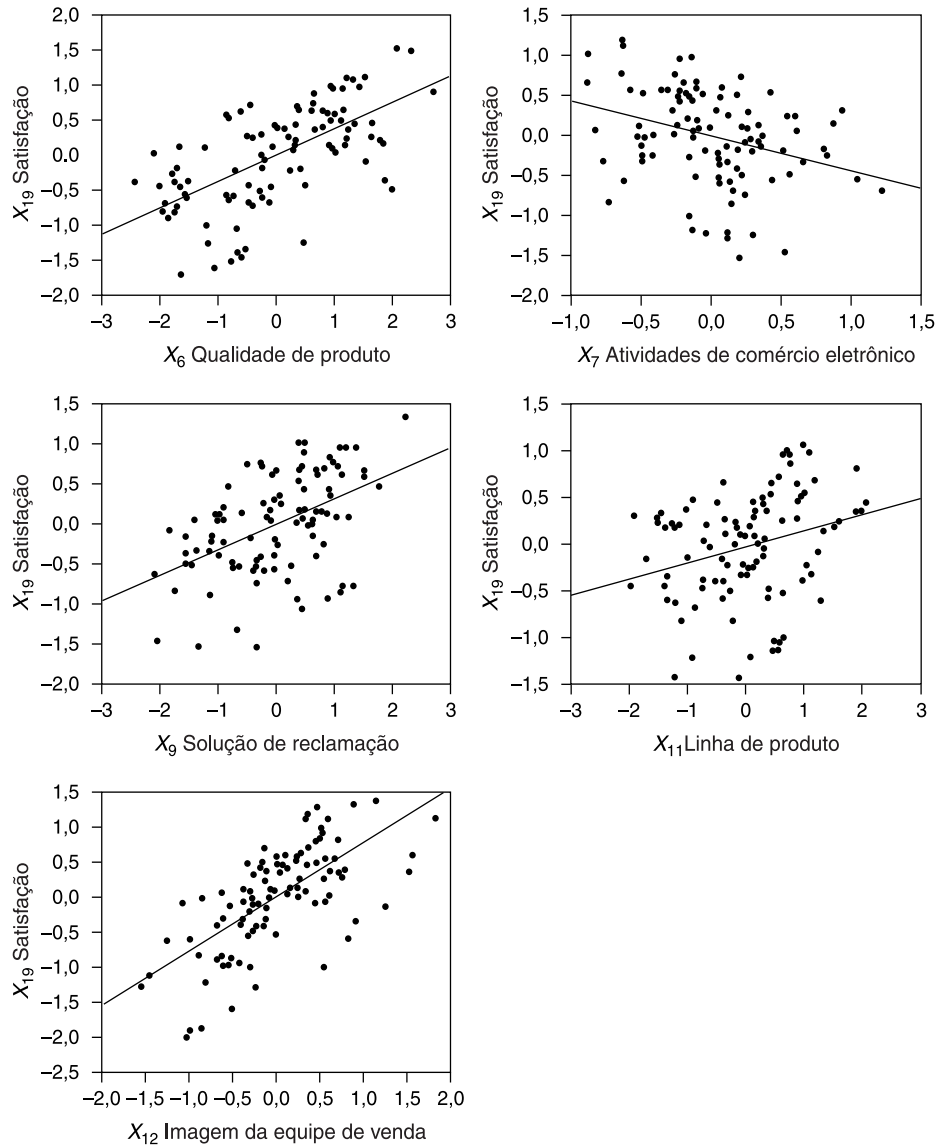 X19 Satisfação
2,0
1,5
1,0
0,5
0,0
−0,5
−1,0
−1,5
−2,0
−3 −2 −1 0 1 2 3
X6 Qualidade de produto
X19 Satisfação
1,5
1,0
0,5
0,0
−0,5
−1,0
−1,5
−2,0
−1,0 −0,5 0,0 0,5 1,0 1,5
X7 Atividades de comércio eletrônico
X19 Satisfação
1,5
1,0
0,5
0,0
−0,5
−1,0
−1,5
−2,0
−3 −2 −1 0 1 2 3
X9 Solução de reclamação
X19 Satisfação
1,5
1,0
0,5
0,0
−0,5
−1,0
−1,5
−3 −2 −1 0 1 2 3
X11Linha de produto
X19 Satisfação
1,5
1,0
0,5
0,0
−0,5
−1,0
−1,5
−2,0
−2,5
−2,0 −1,5 −1,0 −0,5 0,0 0,5 1,0 1,5 2,0
X12 Imagem da equipe de venda